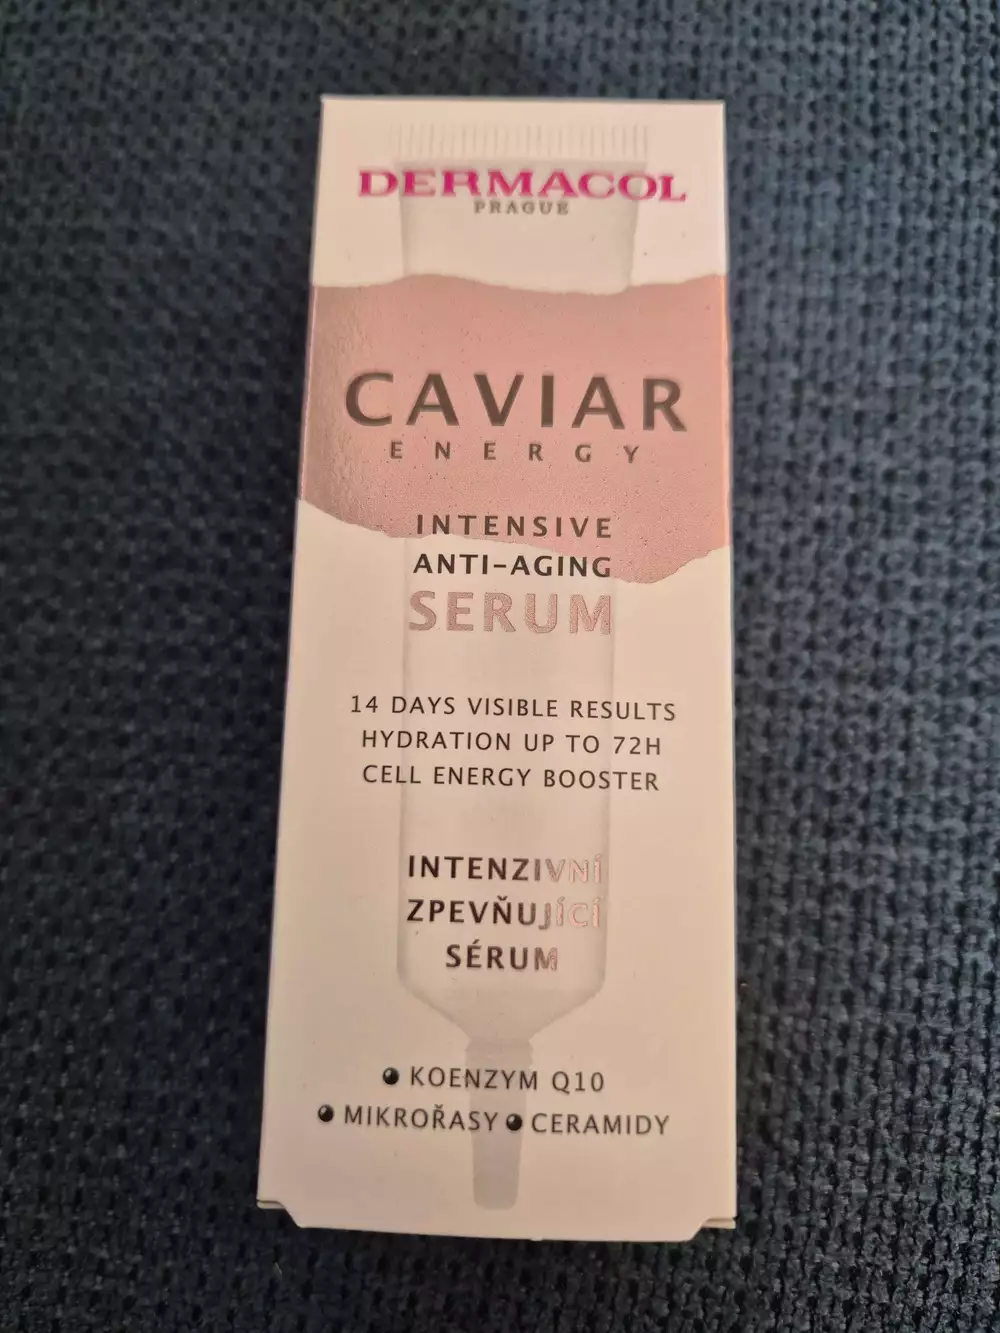 DERMACOL
PRAGUE
CAVIAR
ENERGY
INTENSIVE
ANTI-AGING
SERUM
14 DAYS VISIBLE RESULTS
HYDRATION UP TO 72H
CELL ENERGY BOOSTER
INTENZIVNÍ
ZPEVŇUJÍCÍ
SÉRUM
KOENZYM Q10
MIKROŘASY CERAMIDY